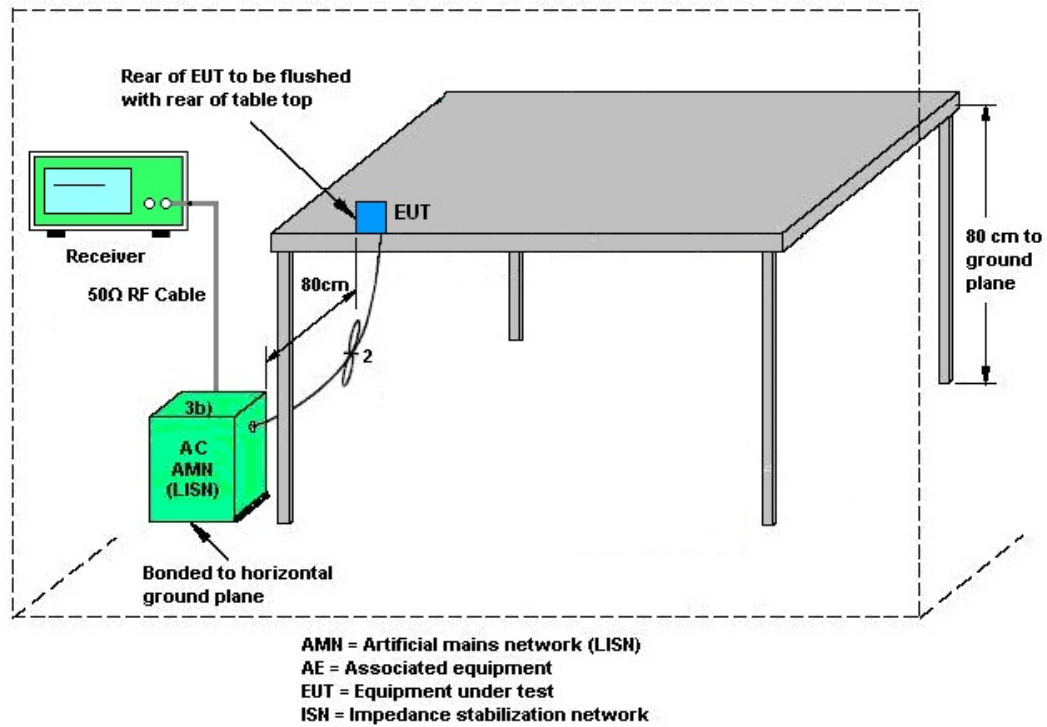 Rear of EUT to be flushed
with rear of table top
EUT
Receiver
50Ω RF Cable
80cm
80 cm to
ground
plane
2
3b)
AC
AMN
(LISN)
Bonded to horizontal
ground plane
AMN = Artificial mains network (LISN)
AE = Associated equipment
EUT = Equipment under test
ISN = Impedance stabilization network